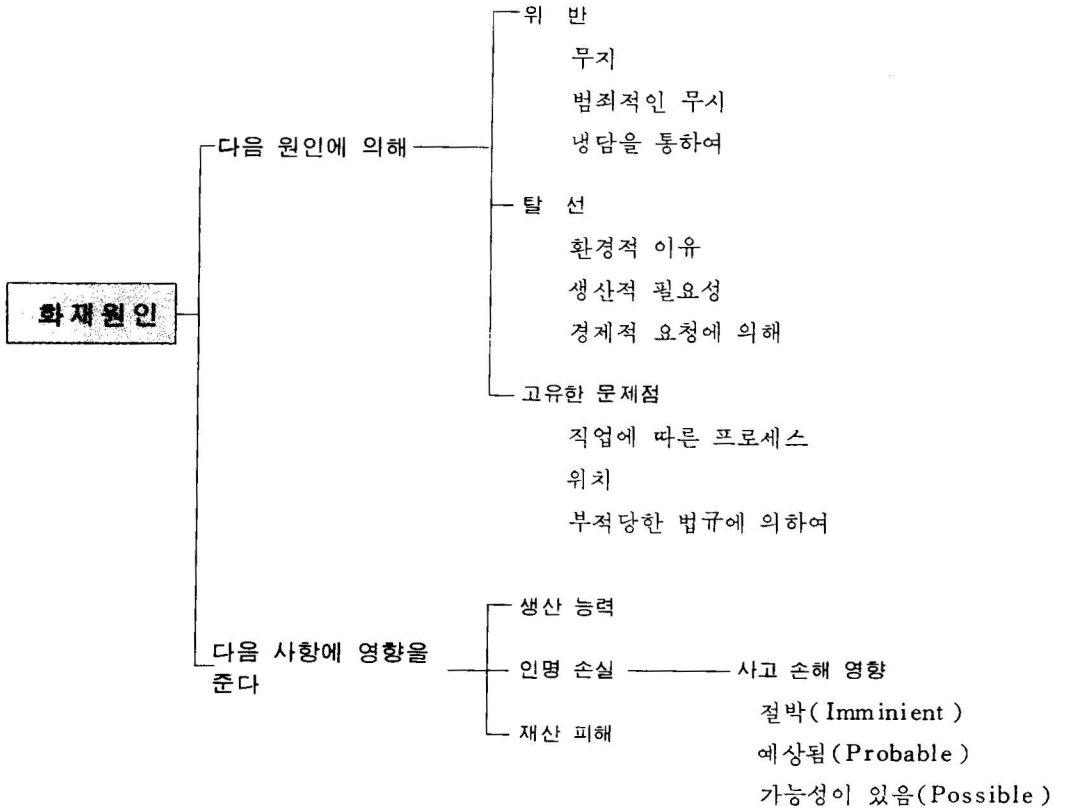 위 반
무지
범죄적인 무시
냉담을 통하여
다음 원인에 의해
탈 선
환경적 이유
생산적 필요성
경제적 요청에 의해
화재원인
고유한 문제점
직업에 따른 프로세스
위치
부적당한 법규에 의하여
생산 능력
다음 사항에 영향을
준다
인명 손실
사고 손해 영향
재산 피해
절박(Imminient)
예상됨(Probable)
가능성이 있음(Possible)